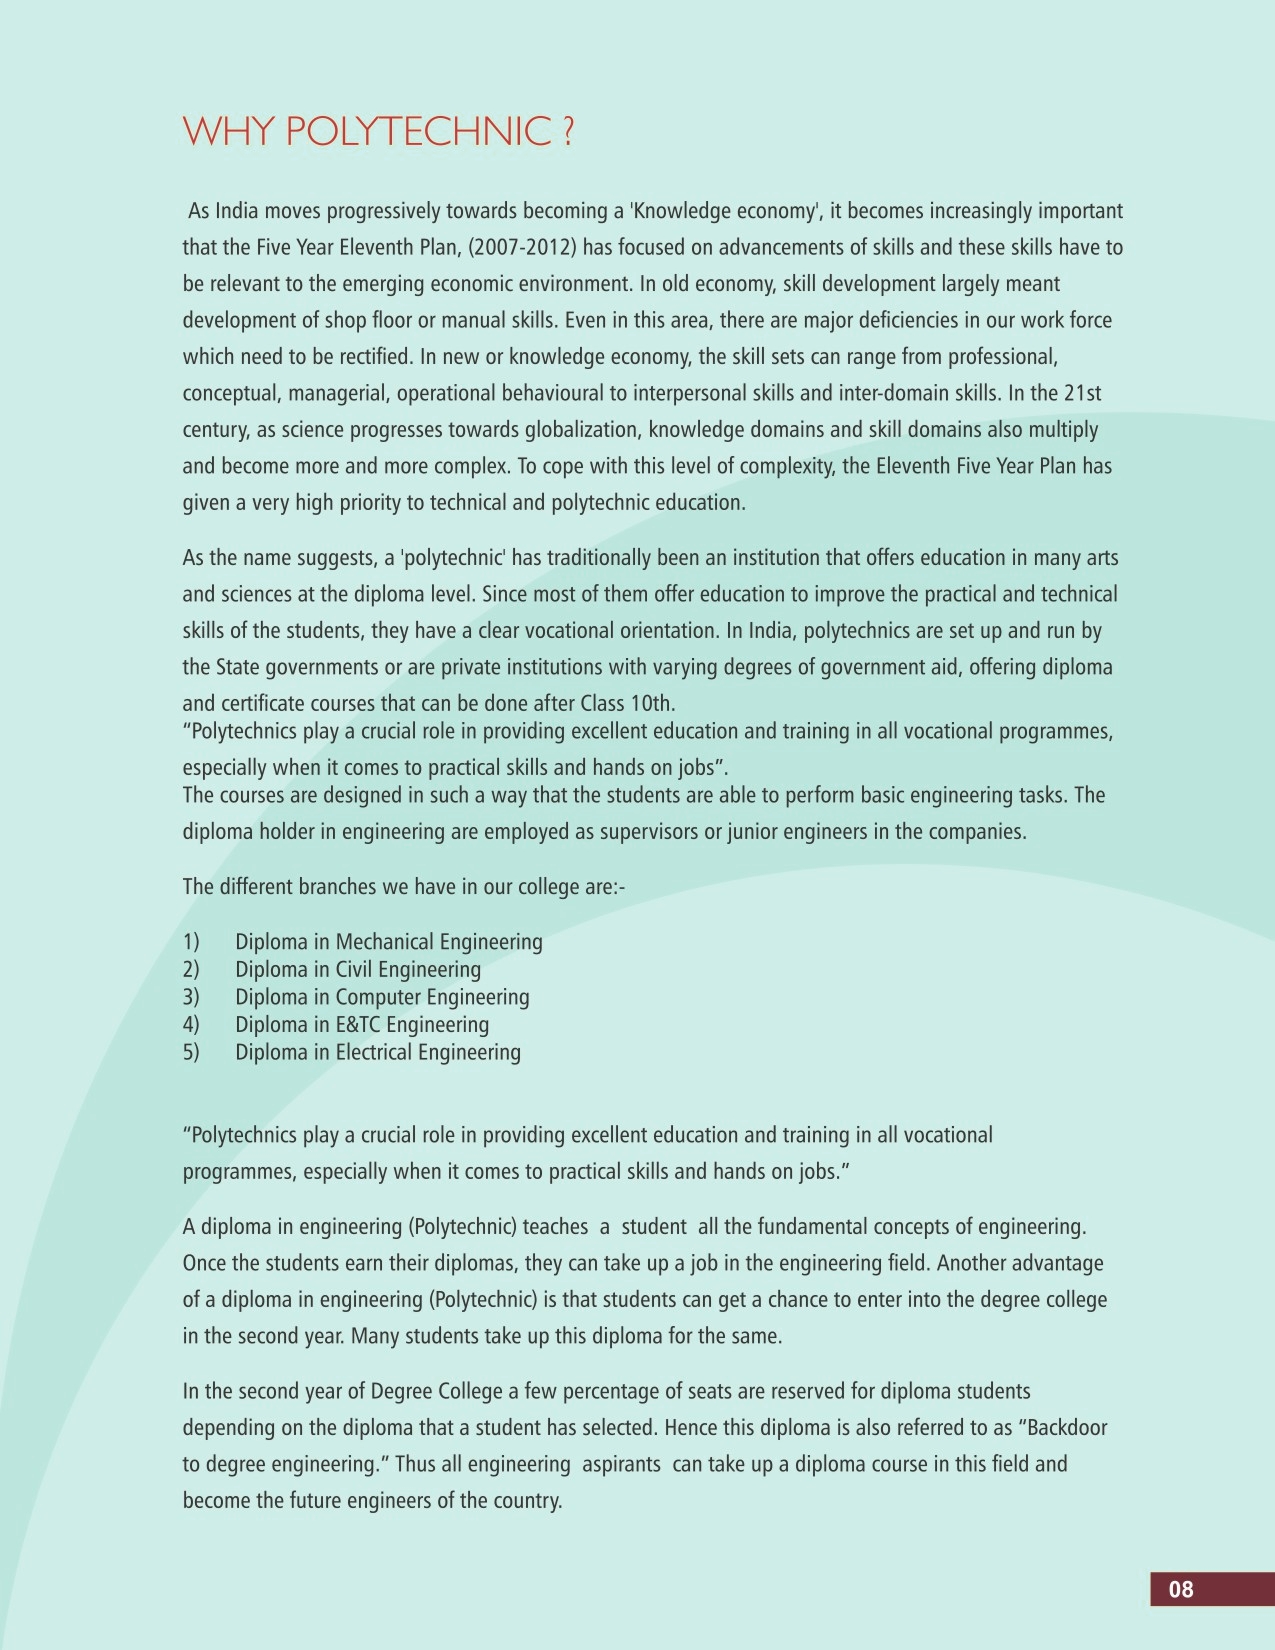 WHY POLYTECHNIC ?
As India moves progressively towards becoming a 'Knowledge economy', it becomes increasingly important
that the Five Year Eleventh Plan, (2007-2012) has focused on advancements of skills and these skills have to
be relevant to the emerging economic environment. In old economy, skill development largely meant
development of shop floor or manual skills. Even in this area, there are major deficiencies in our work force
which need to be rectified. In new or knowledge economy, the skill sets can range from professional,
conceptual, managerial, operational behavioural to interpersonal skills and inter-domain skills. In the 21st
century, as science progresses towards globalization, knowledge domains and skill domains also multiply
and become more and more complex. To cope with this level of complexity, the Eleventh Five Year Plan has
given a very high priority to technical and polytechnic education.
As the name suggests, a 'polytechnic' has traditionally been an institution that offers education in many arts
and sciences at the diploma level. Since most of them offer education to improve the practical and technical
skills of the students, they have a clear vocational orientation. In India, polytechnics are set up and run by
the State governments or are private institutions with varying degrees of government aid, offering diploma
and certificate courses that can be done after Class 10th.
“Polytechnics play a crucial role in providing excellent education and training in all vocational programmes,
especially when it comes to practical skills and hands on jobs”.
The courses are designed in such a way that the students are able to perform basic engineering tasks. The
diploma holder in engineering are employed as supervisors or junior engineers in the companies.
The different branches we have in our college are:-
1) Diploma in Mechanical Engineering
2) Diploma in Civil Engineering
3) Diploma in Computer Engineering
4) Diploma in E&TC Engineering
5) Diploma in Electrical Engineering
“Polytechnics play a crucial role in providing excellent education and training in all vocational
programmes, especially when it comes to practical skills and hands on jobs.”
A diploma in engineering (Polytechnic) teaches a student all the fundamental concepts of engineering.
Once the students earn their diplomas, they can take up a job in the engineering field. Another advantage
of a diploma in engineering (Polytechnic) is that students can get a chance to enter into the degree college
in the second year. Many students take up this diploma for the same.
In the second year of Degree College a few percentage of seats are reserved for diploma students
depending on the diploma that a student has selected. Hence this diploma is also referred to as “Backdoor
to degree engineering.” Thus all engineering aspirants can take up a diploma course in this field and
become the future engineers of the country.
08